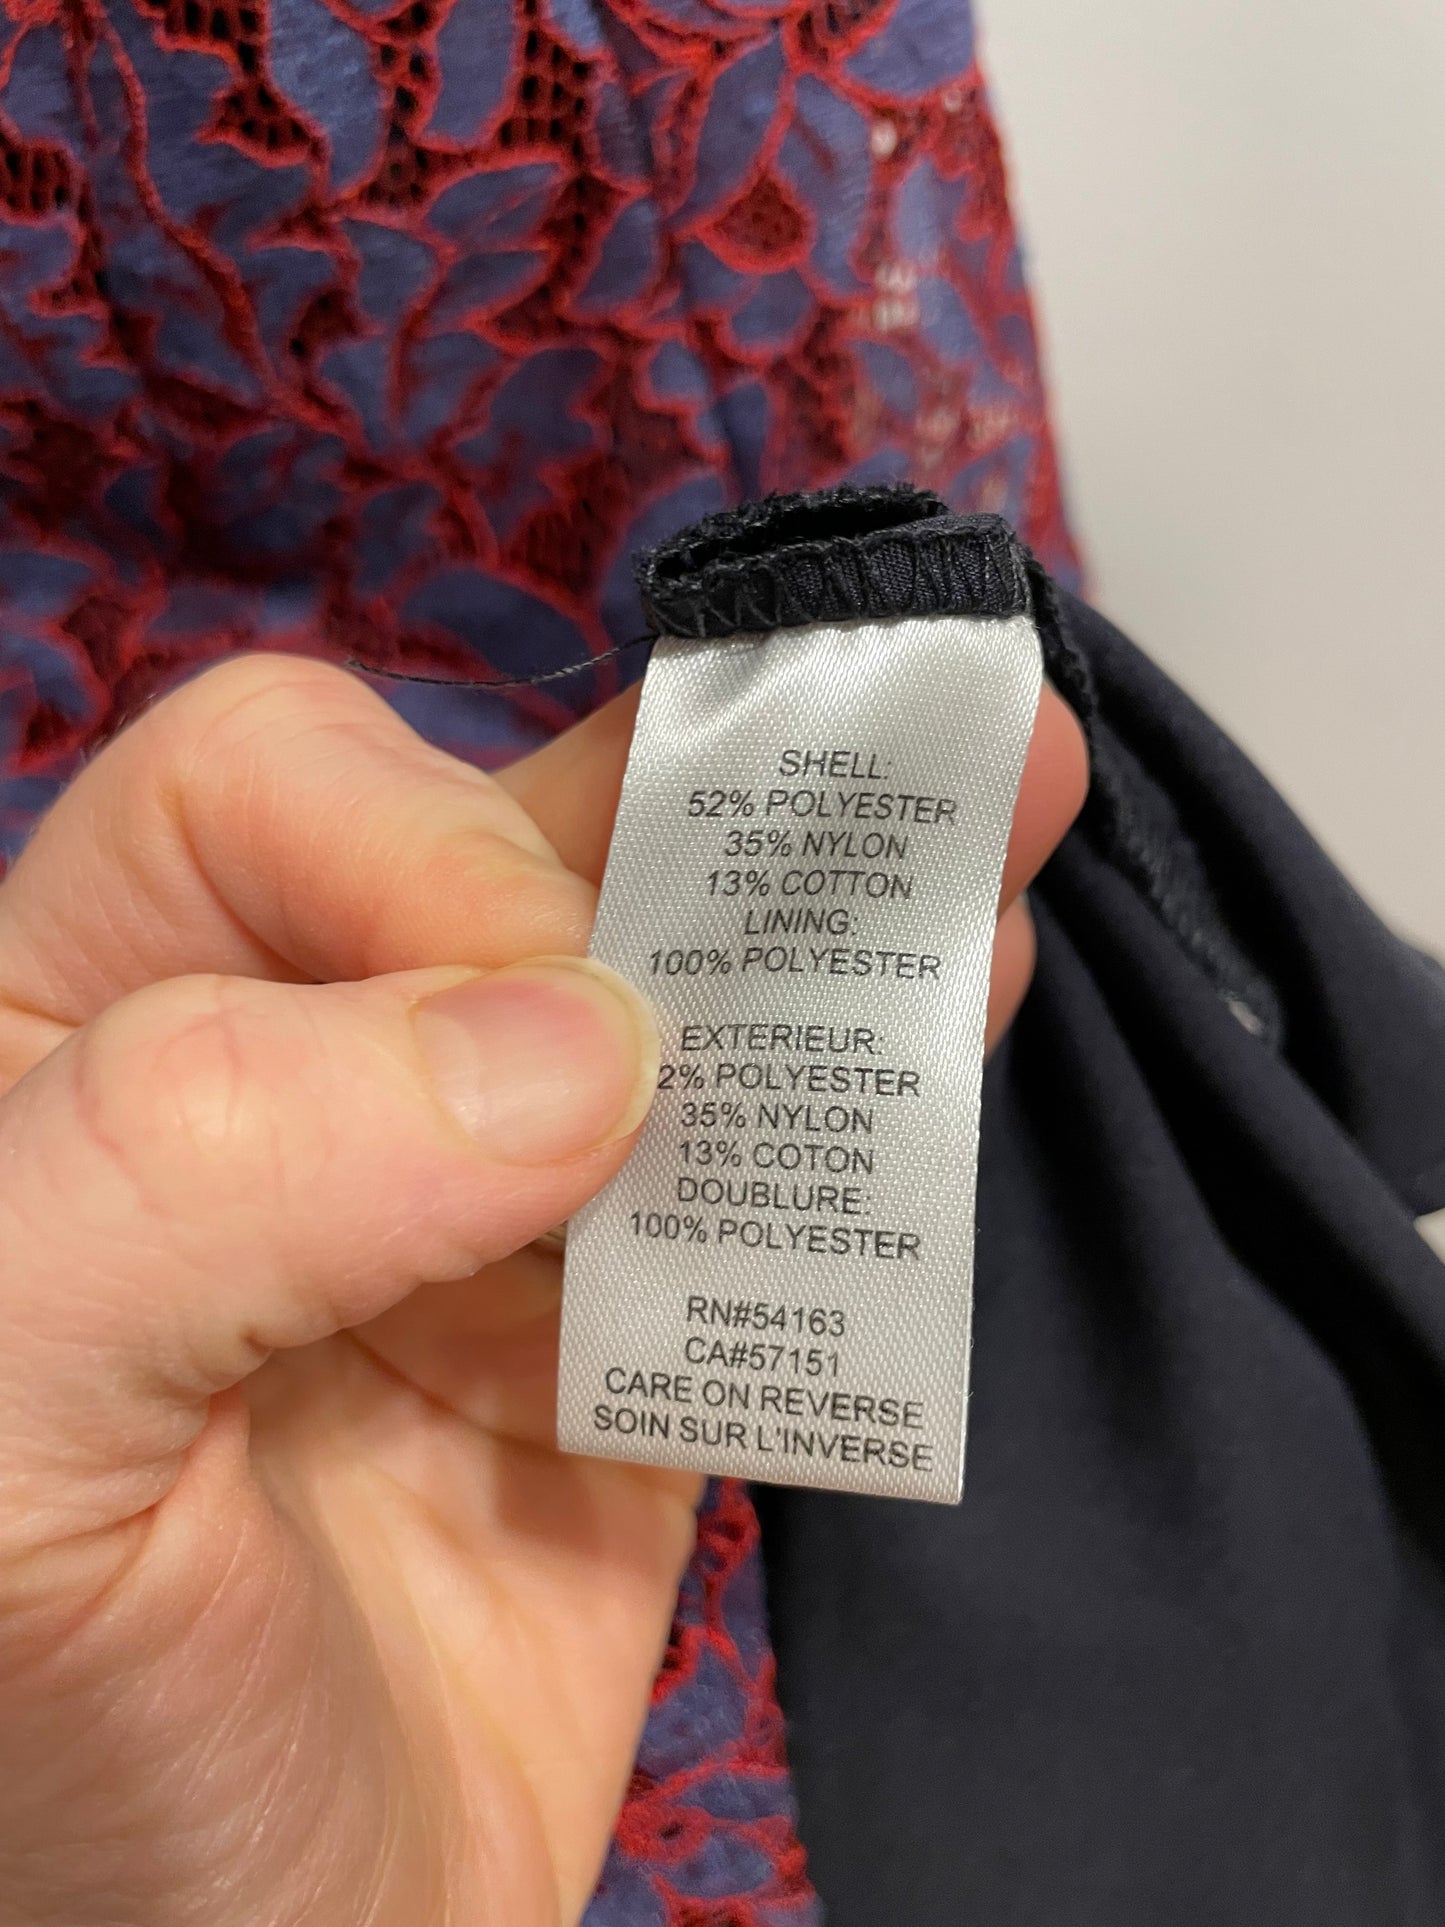 SHELL:
52% POLYESTER
35% NYLON
13% COTTON
LINING:
100% POLYESTER
EXTERIEUR:
2% POLYESTER
35% NYLON
13% COTON
DOUBLURE:
100% POLYESTER
RN#54163
CA#57151
CARE ON REVERSE
SOIN SUR L'INVERSE